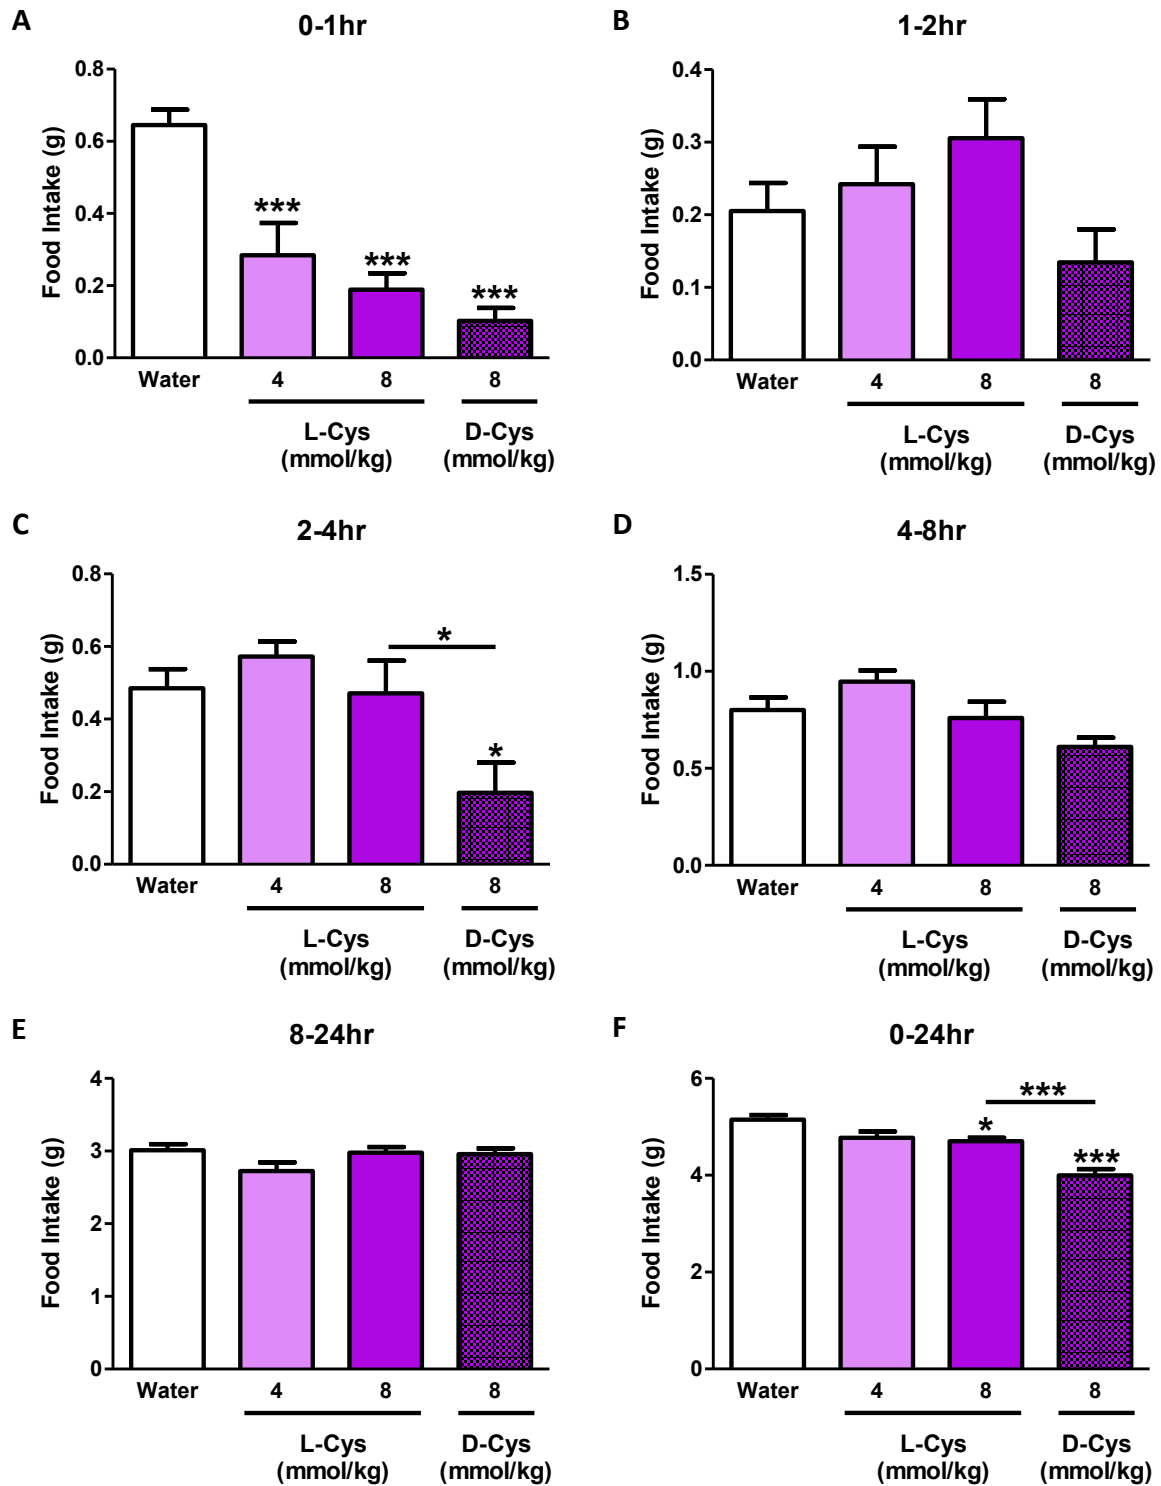 A
0-1hr
Food Intake (g)
0.8
0.6
0.4
0.2
0.0
***
***
***
Water
4
8
8
L-Cys
(mmol/kg)
D-Cys
(mmol/kg)
B
1-2hr
Food Intake (g)
0.4
0.3
0.2
0.1
0.0
Water
4
8
8
L-Cys
(mmol/kg)
D-Cys
(mmol/kg)
C
2-4hr
Food Intake (g)
0.8
0.6
0.4
0.2
0.0
*
*
Water
4
8
8
L-Cys
(mmol/kg)
D-Cys
(mmol/kg)
D
4-8hr
Food Intake (g)
1.5
1.0
0.5
0.0
Water
4
8
8
L-Cys
(mmol/kg)
D-Cys
(mmol/kg)
E
8-24hr
Food Intake (g)
4
3
2
1
0
Water
4
8
8
L-Cys
(mmol/kg)
D-Cys
(mmol/kg)
F
0-24hr
Food Intake (g)
6
4
2
0
***
*
***
Water
4
8
8
L-Cys
(mmol/kg)
D-Cys
(mmol/kg)